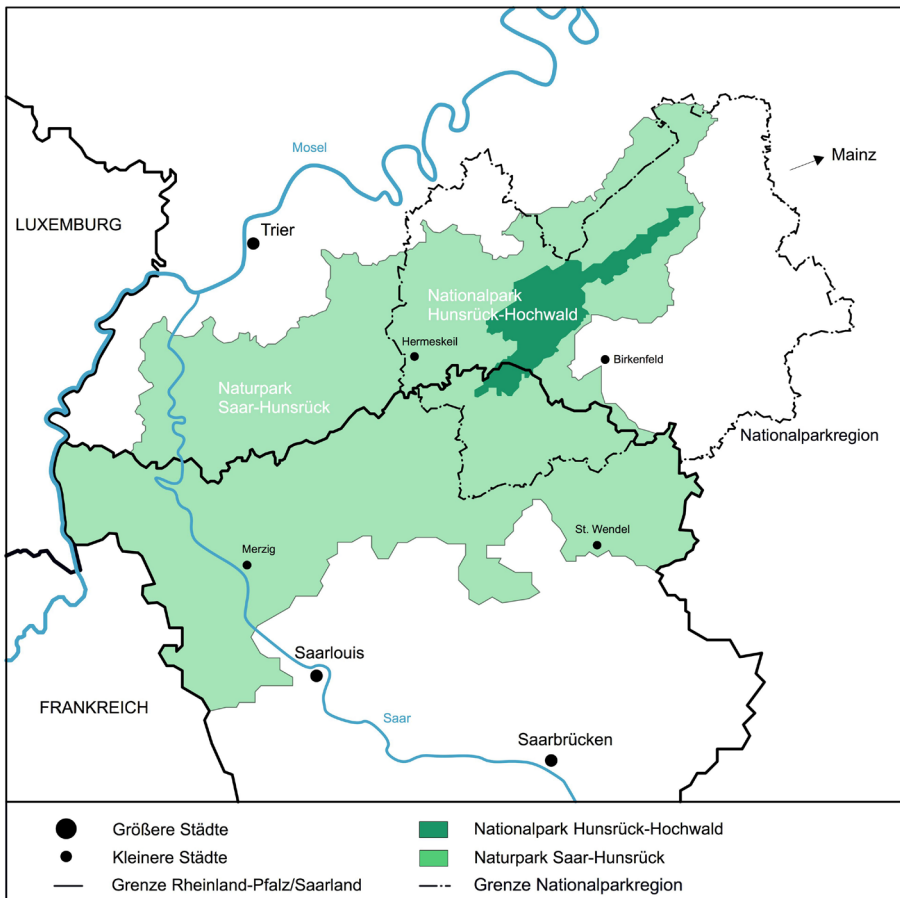 Mosel
Mainz
LUXEMBURG
Trier
Nationalpark
Hunsrück-Hochwald
Hermeskeil
Birkenfeld
Naturpark
Saar-Hunsrück
Nationalparkregion
St. Wendel
Merzig
Saarlouis
FRANKREICH
Saar
Saarbrücken
Größere Städte
Kleinere Städte
Grenze Rheinland-Pfalz/Saarland
Nationalpark Hunsrück-Hochwald
Naturpark Saar-Hunsrück
Grenze Nationalparkregion